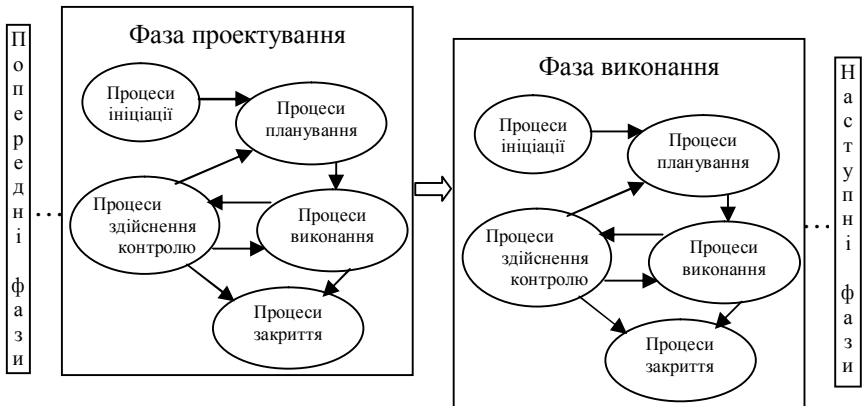 Попередні фази
Фаза проектування
Процеси
ініціації
Процеси
планування
Процеси
здійснення
контролю
Процеси
виконання
Процеси
закриття
Фаза виконання
Процеси
ініціації
Процеси
планування
Процеси
здійснення
контролю
Процеси
виконання
Процеси
закриття
Наступні фази
...
...